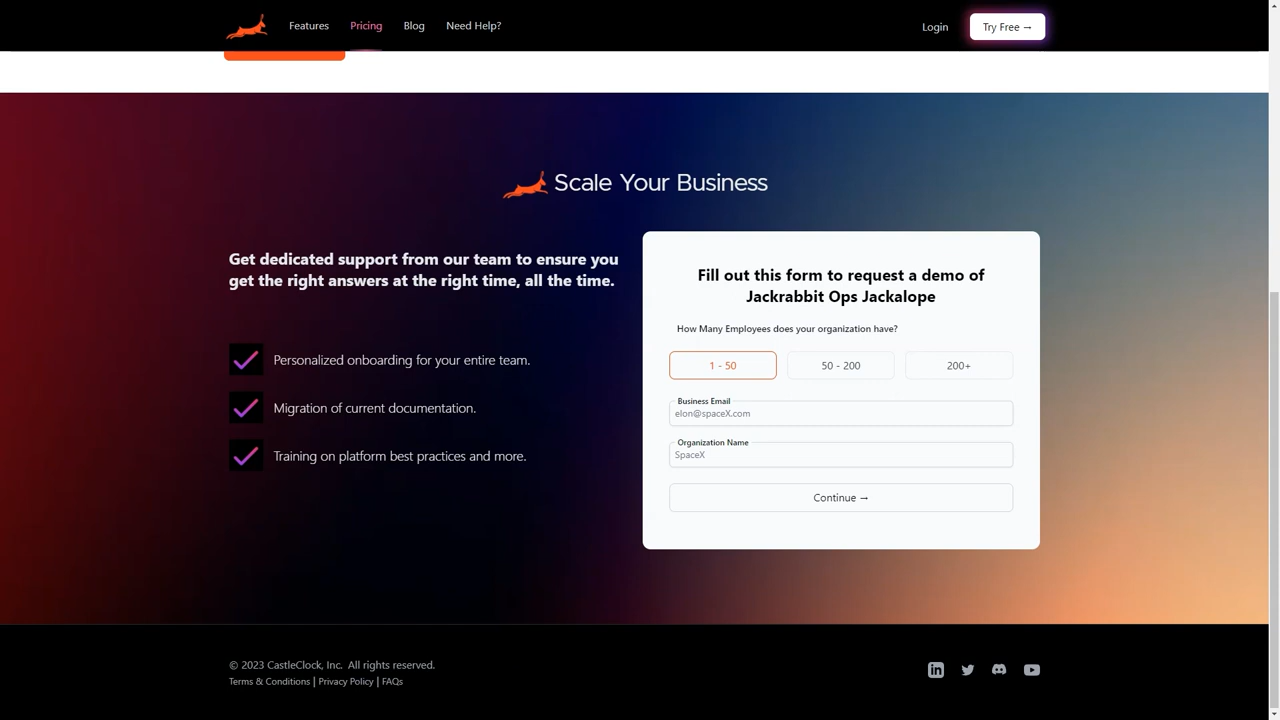 Features
Pricing
Blog
Need Help?
Login
Try Free →
Scale Your Business
Get dedicated support from our team to ensure you
get the right answers at the right time, all the time.
Personalized onboarding for your entire team.
Migration of current documentation.
Training on platform best practices and more.
Fill out this form to request a demo of
Jackrabbit Ops Jackalope
How Many Employees does your organization have?
1 - 50
50 - 200
200+
Business Email
elon@spaceX.com
Organization Name
SpaceX
Continue →
© 2023 CastleClock, Inc. All rights reserved.
Terms & Conditions | Privacy Policy | FAQs
in